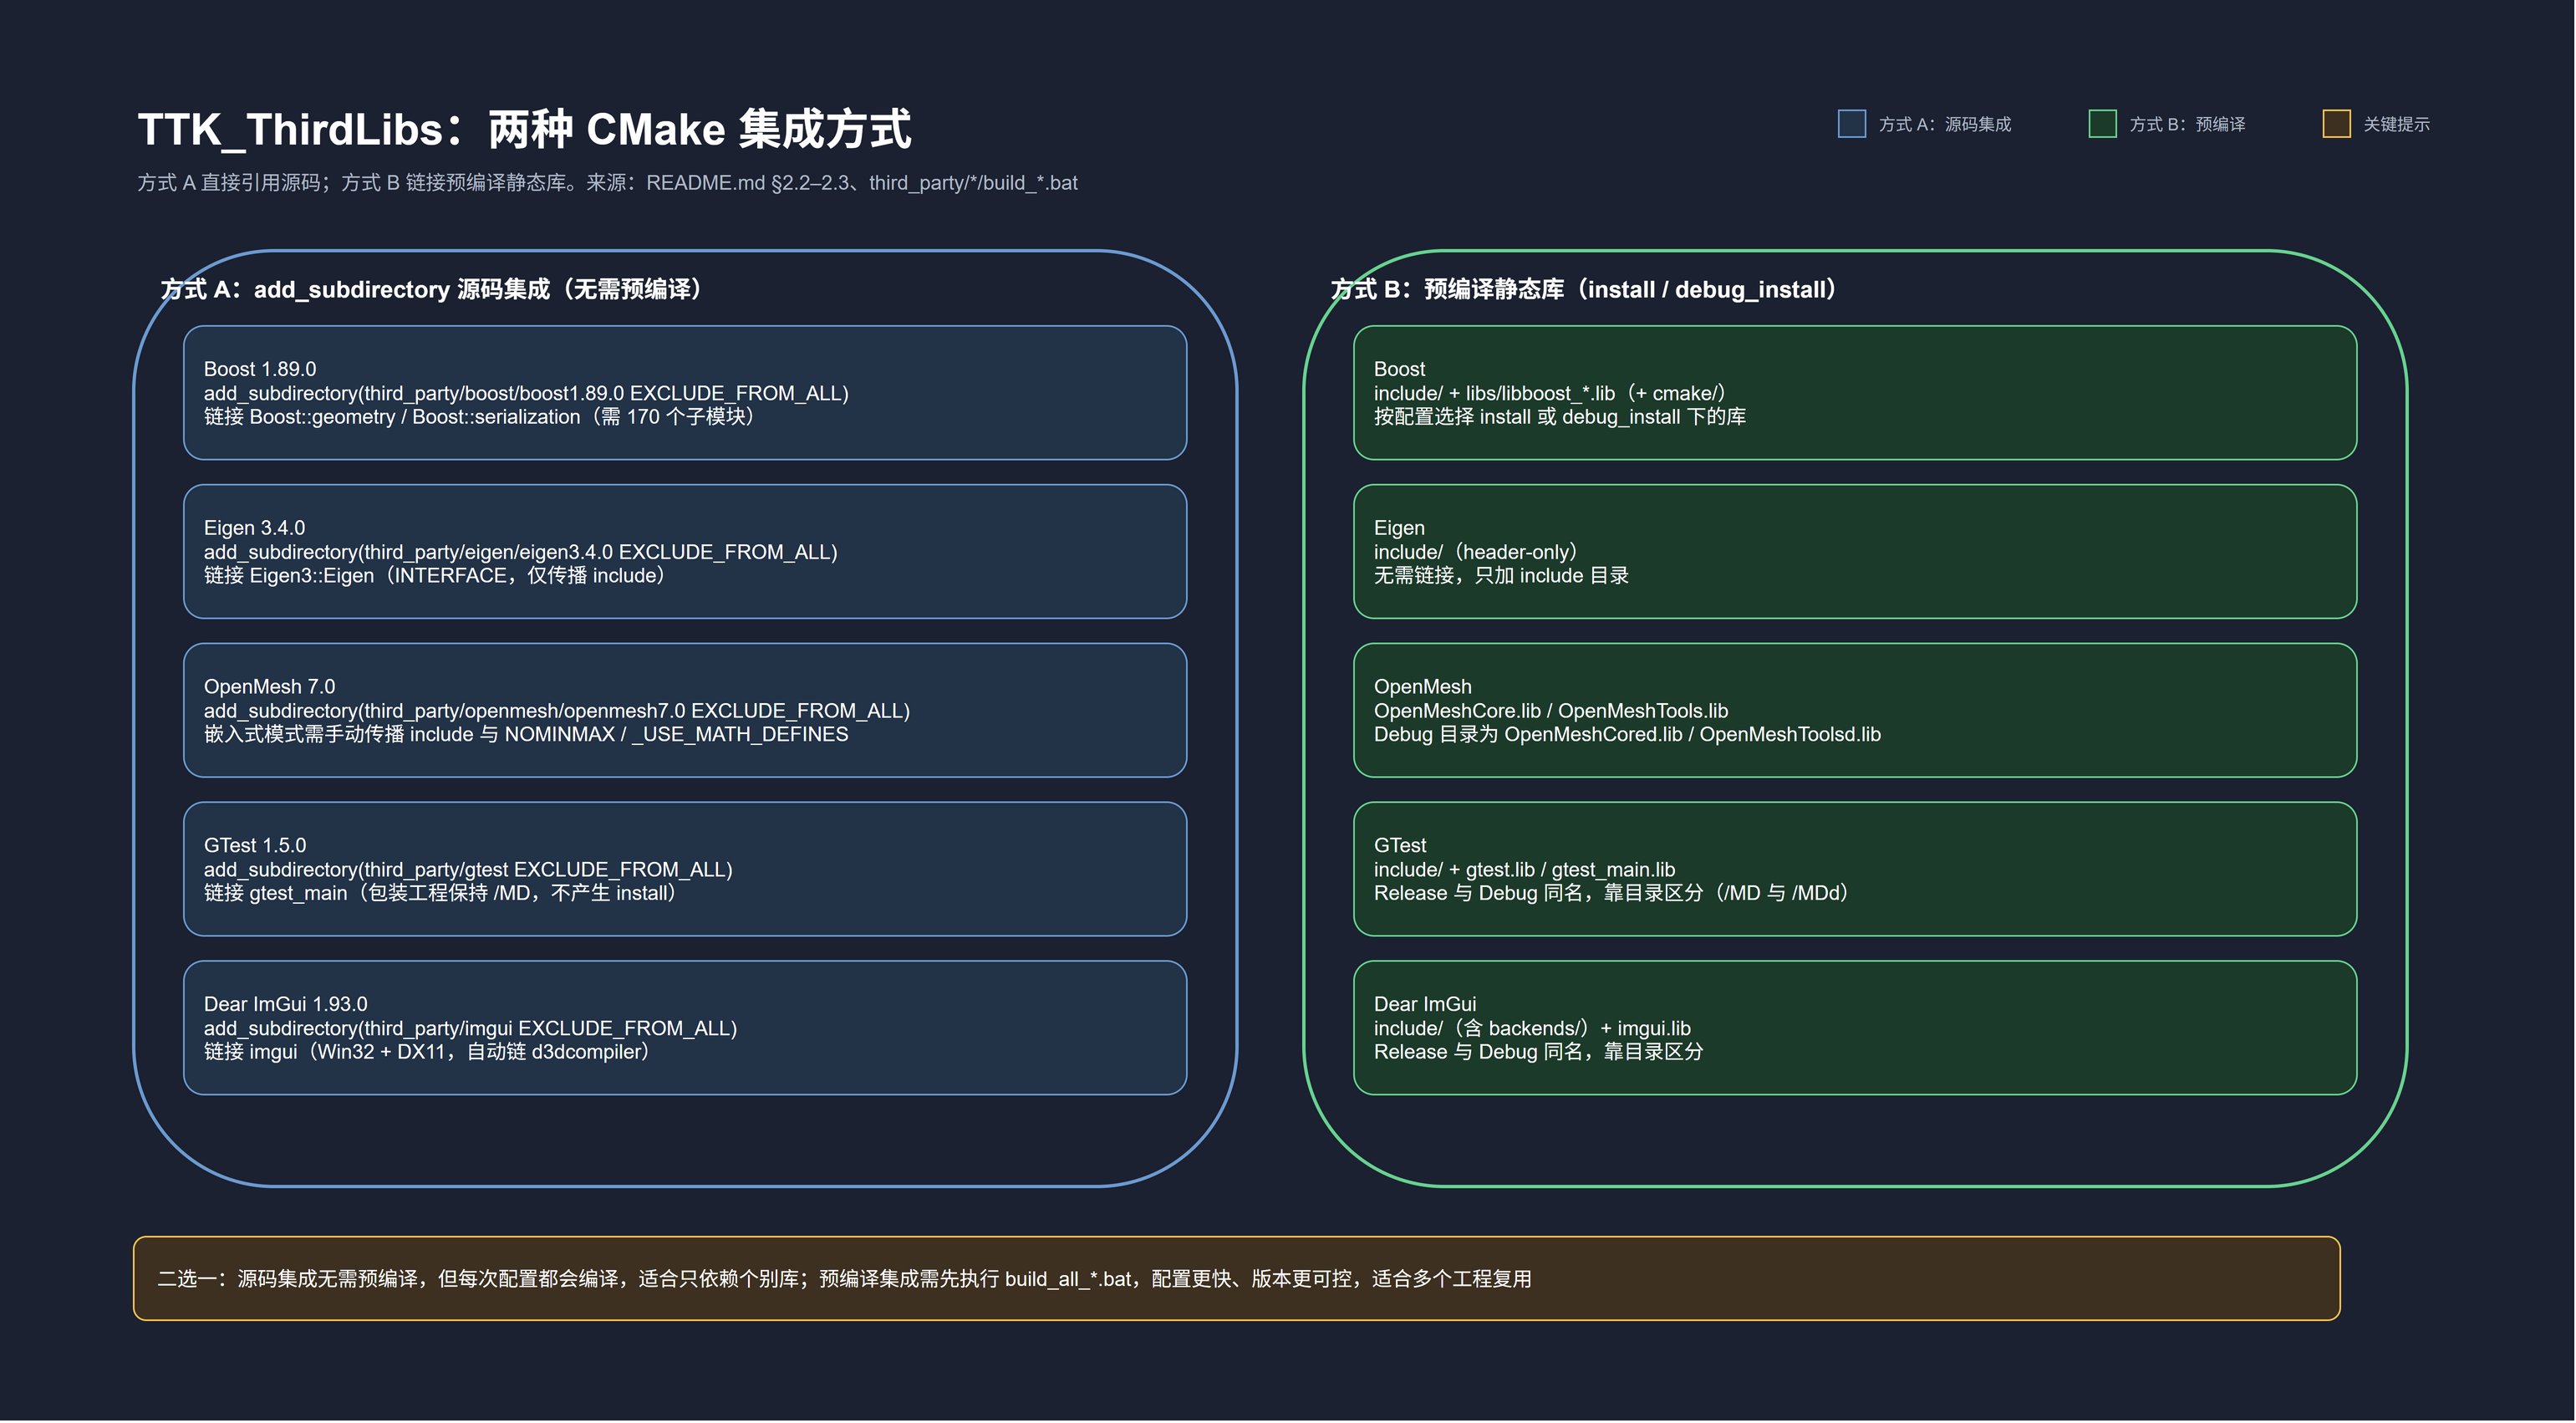 TTK_ThirdLibs：两种 CMake 集成方式
方式 A 直接引用源码；方式 B 链接预编译静态库。来源：README.md §2.2–2.3、third_party/*/build_*.bat
方式 A：源码集成
方式 B：预编译
关键提示
方式 A：add_subdirectory 源码集成（无需预编译）
Boost 1.89.0
add_subdirectory(third_party/boost/boost1.89.0 EXCLUDE_FROM_ALL)
链接 Boost::geometry / Boost::serialization（需 170 个子模块）
Eigen 3.4.0
add_subdirectory(third_party/eigen/eigen3.4.0 EXCLUDE_FROM_ALL)
链接 Eigen3::Eigen（INTERFACE，仅传播 include）
OpenMesh 7.0
add_subdirectory(third_party/openmesh/openmesh7.0 EXCLUDE_FROM_ALL)
嵌入式模式需手动传播 include 与 NOMINMAX / _USE_MATH_DEFINES
GTest 1.5.0
add_subdirectory(third_party/gtest EXCLUDE_FROM_ALL)
链接 gtest_main（包装工程保持 /MD，不产生 install）
Dear ImGui 1.93.0
add_subdirectory(third_party/imgui EXCLUDE_FROM_ALL)
链接 imgui（Win32 + DX11，自动链 d3dcompiler）
方式 B：预编译静态库（install / debug_install）
Boost
include/ + libs/libboost_*.lib（+ cmake/）
按配置选择 install 或 debug_install 下的库
Eigen
include/（header-only）
无需链接，只加 include 目录
OpenMesh
OpenMeshCore.lib / OpenMeshTools.lib
Debug 目录为 OpenMeshCored.lib / OpenMeshToolsd.lib
GTest
include/ + gtest.lib / gtest_main.lib
Release 与 Debug 同名，靠目录区分（/MD 与 /MDd）
Dear ImGui
include/（含 backends/）+ imgui.lib
Release 与 Debug 同名，靠目录区分
二选一：源码集成无需预编译，但每次配置都会编译，适合只依赖个别库；预编译集成需先执行 build_all_*.bat，配置更快、版本更可控，适合多个工程复用